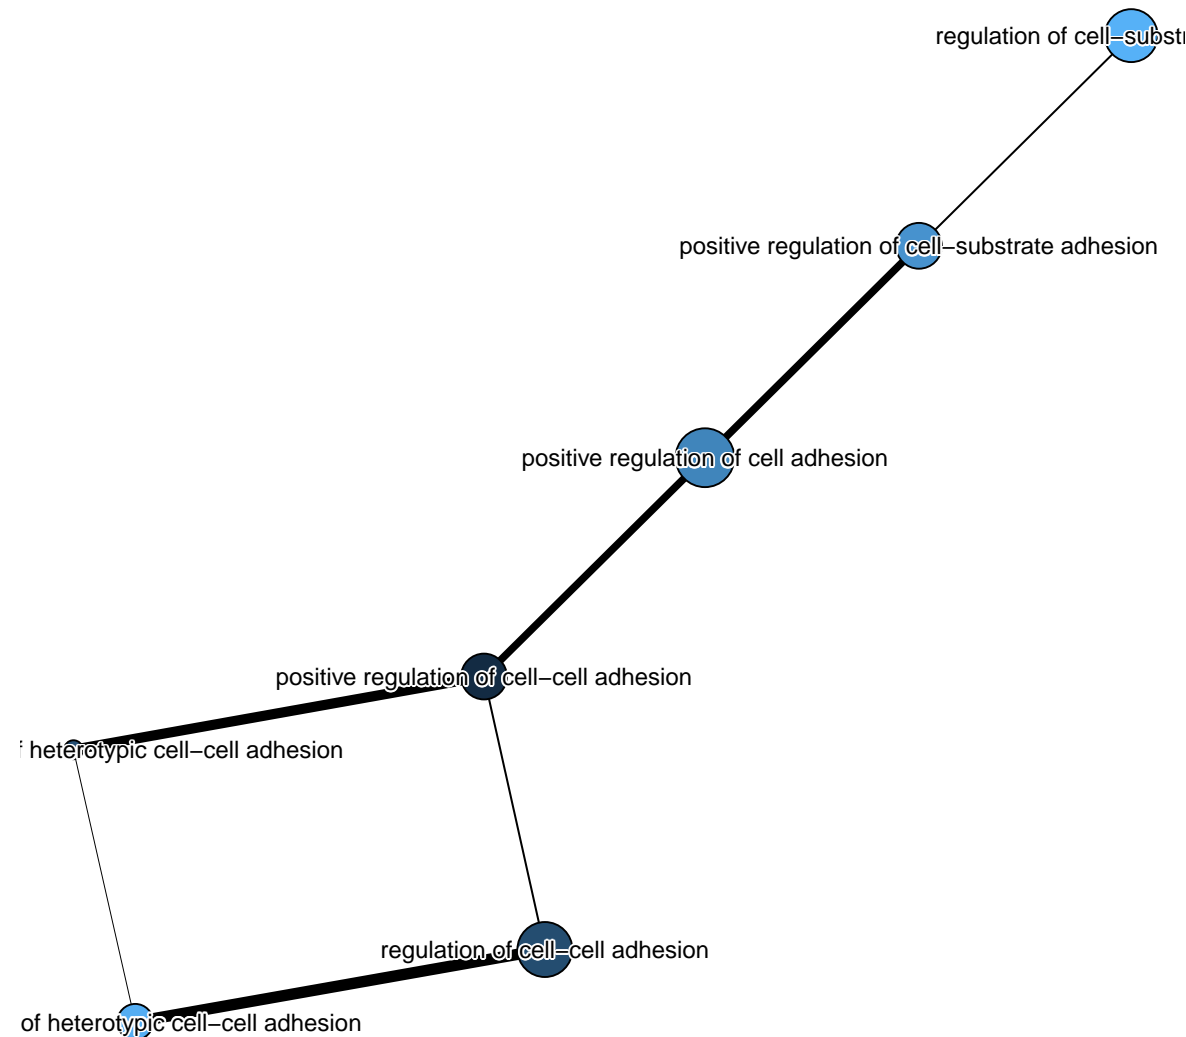 regulation of cell–subst
positive regulation of cell–substrate adhesion
positive regulation of cell adhesion
positive regulation of cell–cell adhesion
heterotypic cell–cell adhesion
regulation of cell–cell adhesion
of heterotypic cell–cell adhesion